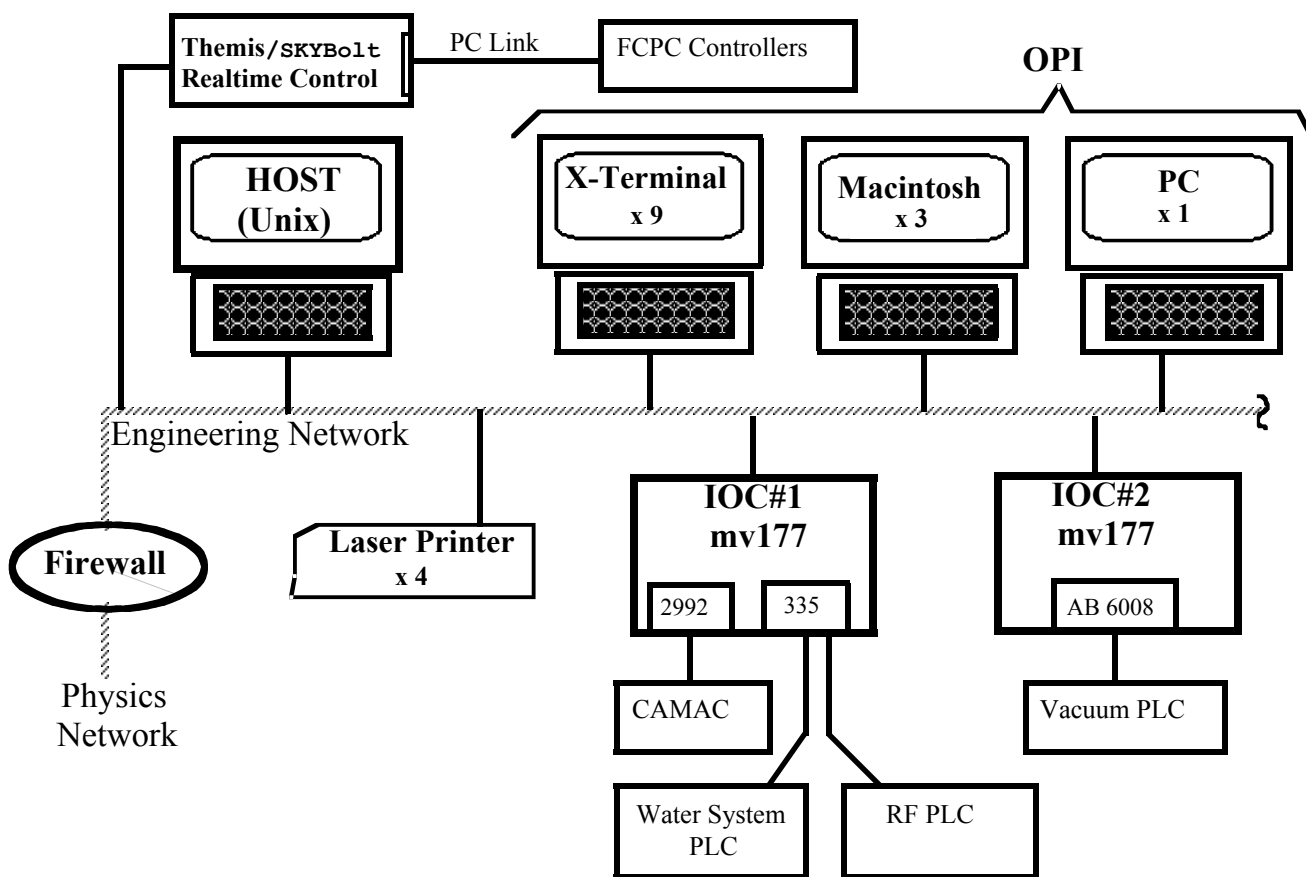 Themis/SKYBolt
Realtime Control
PC Link
FCPC Controllers
OPI
HOST
(Unix)
X-Terminal
x 9
Macintosh
x 3
PC
x 1
Engineering Network
Firewall
Physics
Network
Laser Printer
x 4
IOC#1
mv177
2992
335
IOC#2
mv177
AB 6008
CAMAC
Vacuum PLC
Water System
PLC
RF PLC